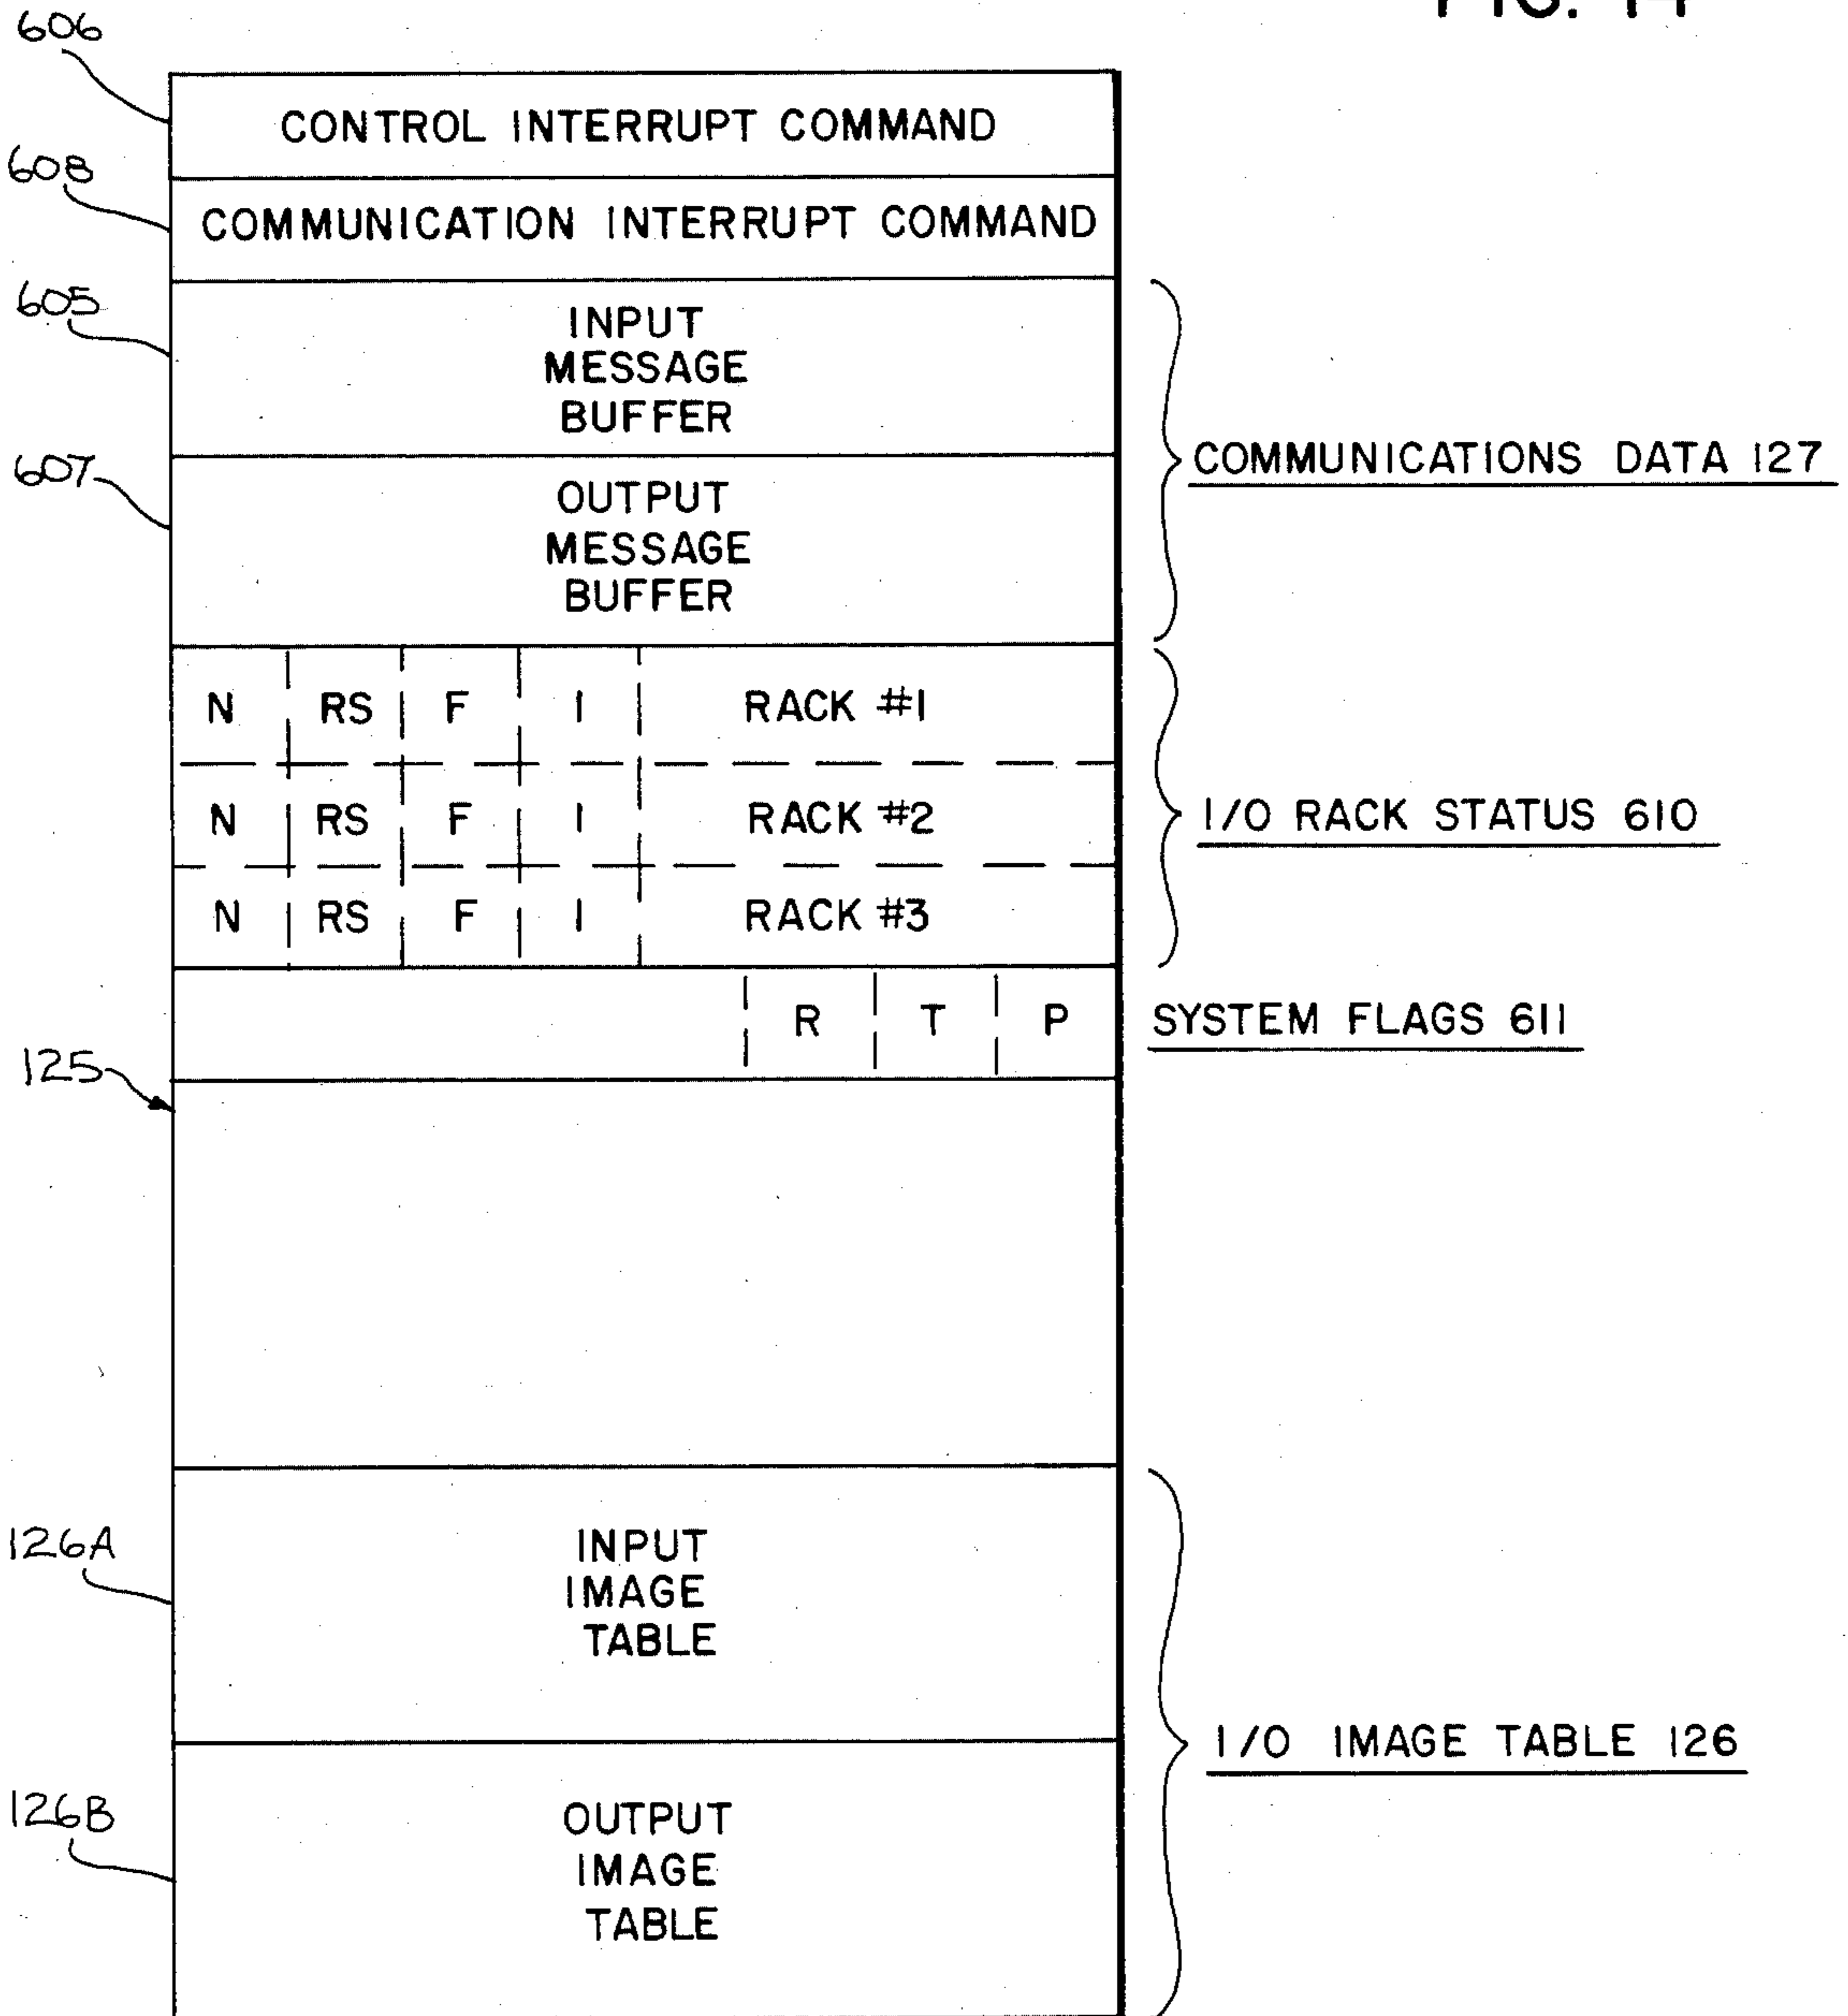 FIG. 14
606
CONTROL INTERRUPT COMMAND
608
COMMUNICATION INTERRUPT COMMAND
605
INPUT
MESSAGE
BUFFER
COMMUNICATIONS DATA 127
607
OUTPUT
MESSAGE
BUFFER
N RS F I RACK #1
N RS F I RACK #2
I/O RACK STATUS 610
N RS F I RACK #3
R T P SYSTEM FLAGS 611
125
126A
INPUT
IMAGE
TABLE
I/O IMAGE TABLE 126
126B
OUTPUT
IMAGE
TABLE